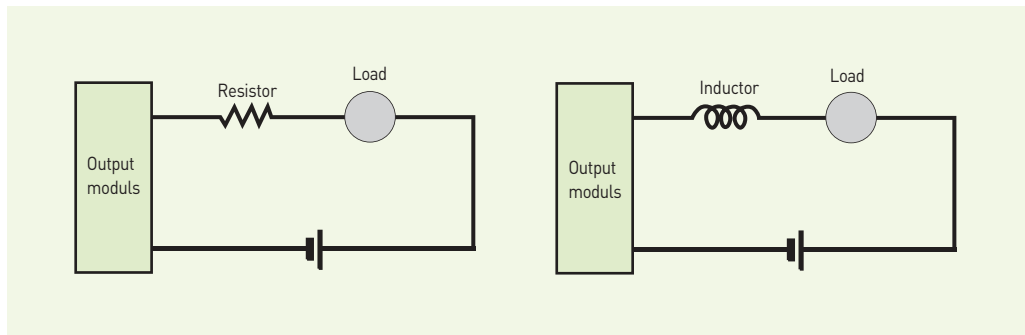 Resistor
Load
Output
moduls
Inductor
Load
Output
moduls